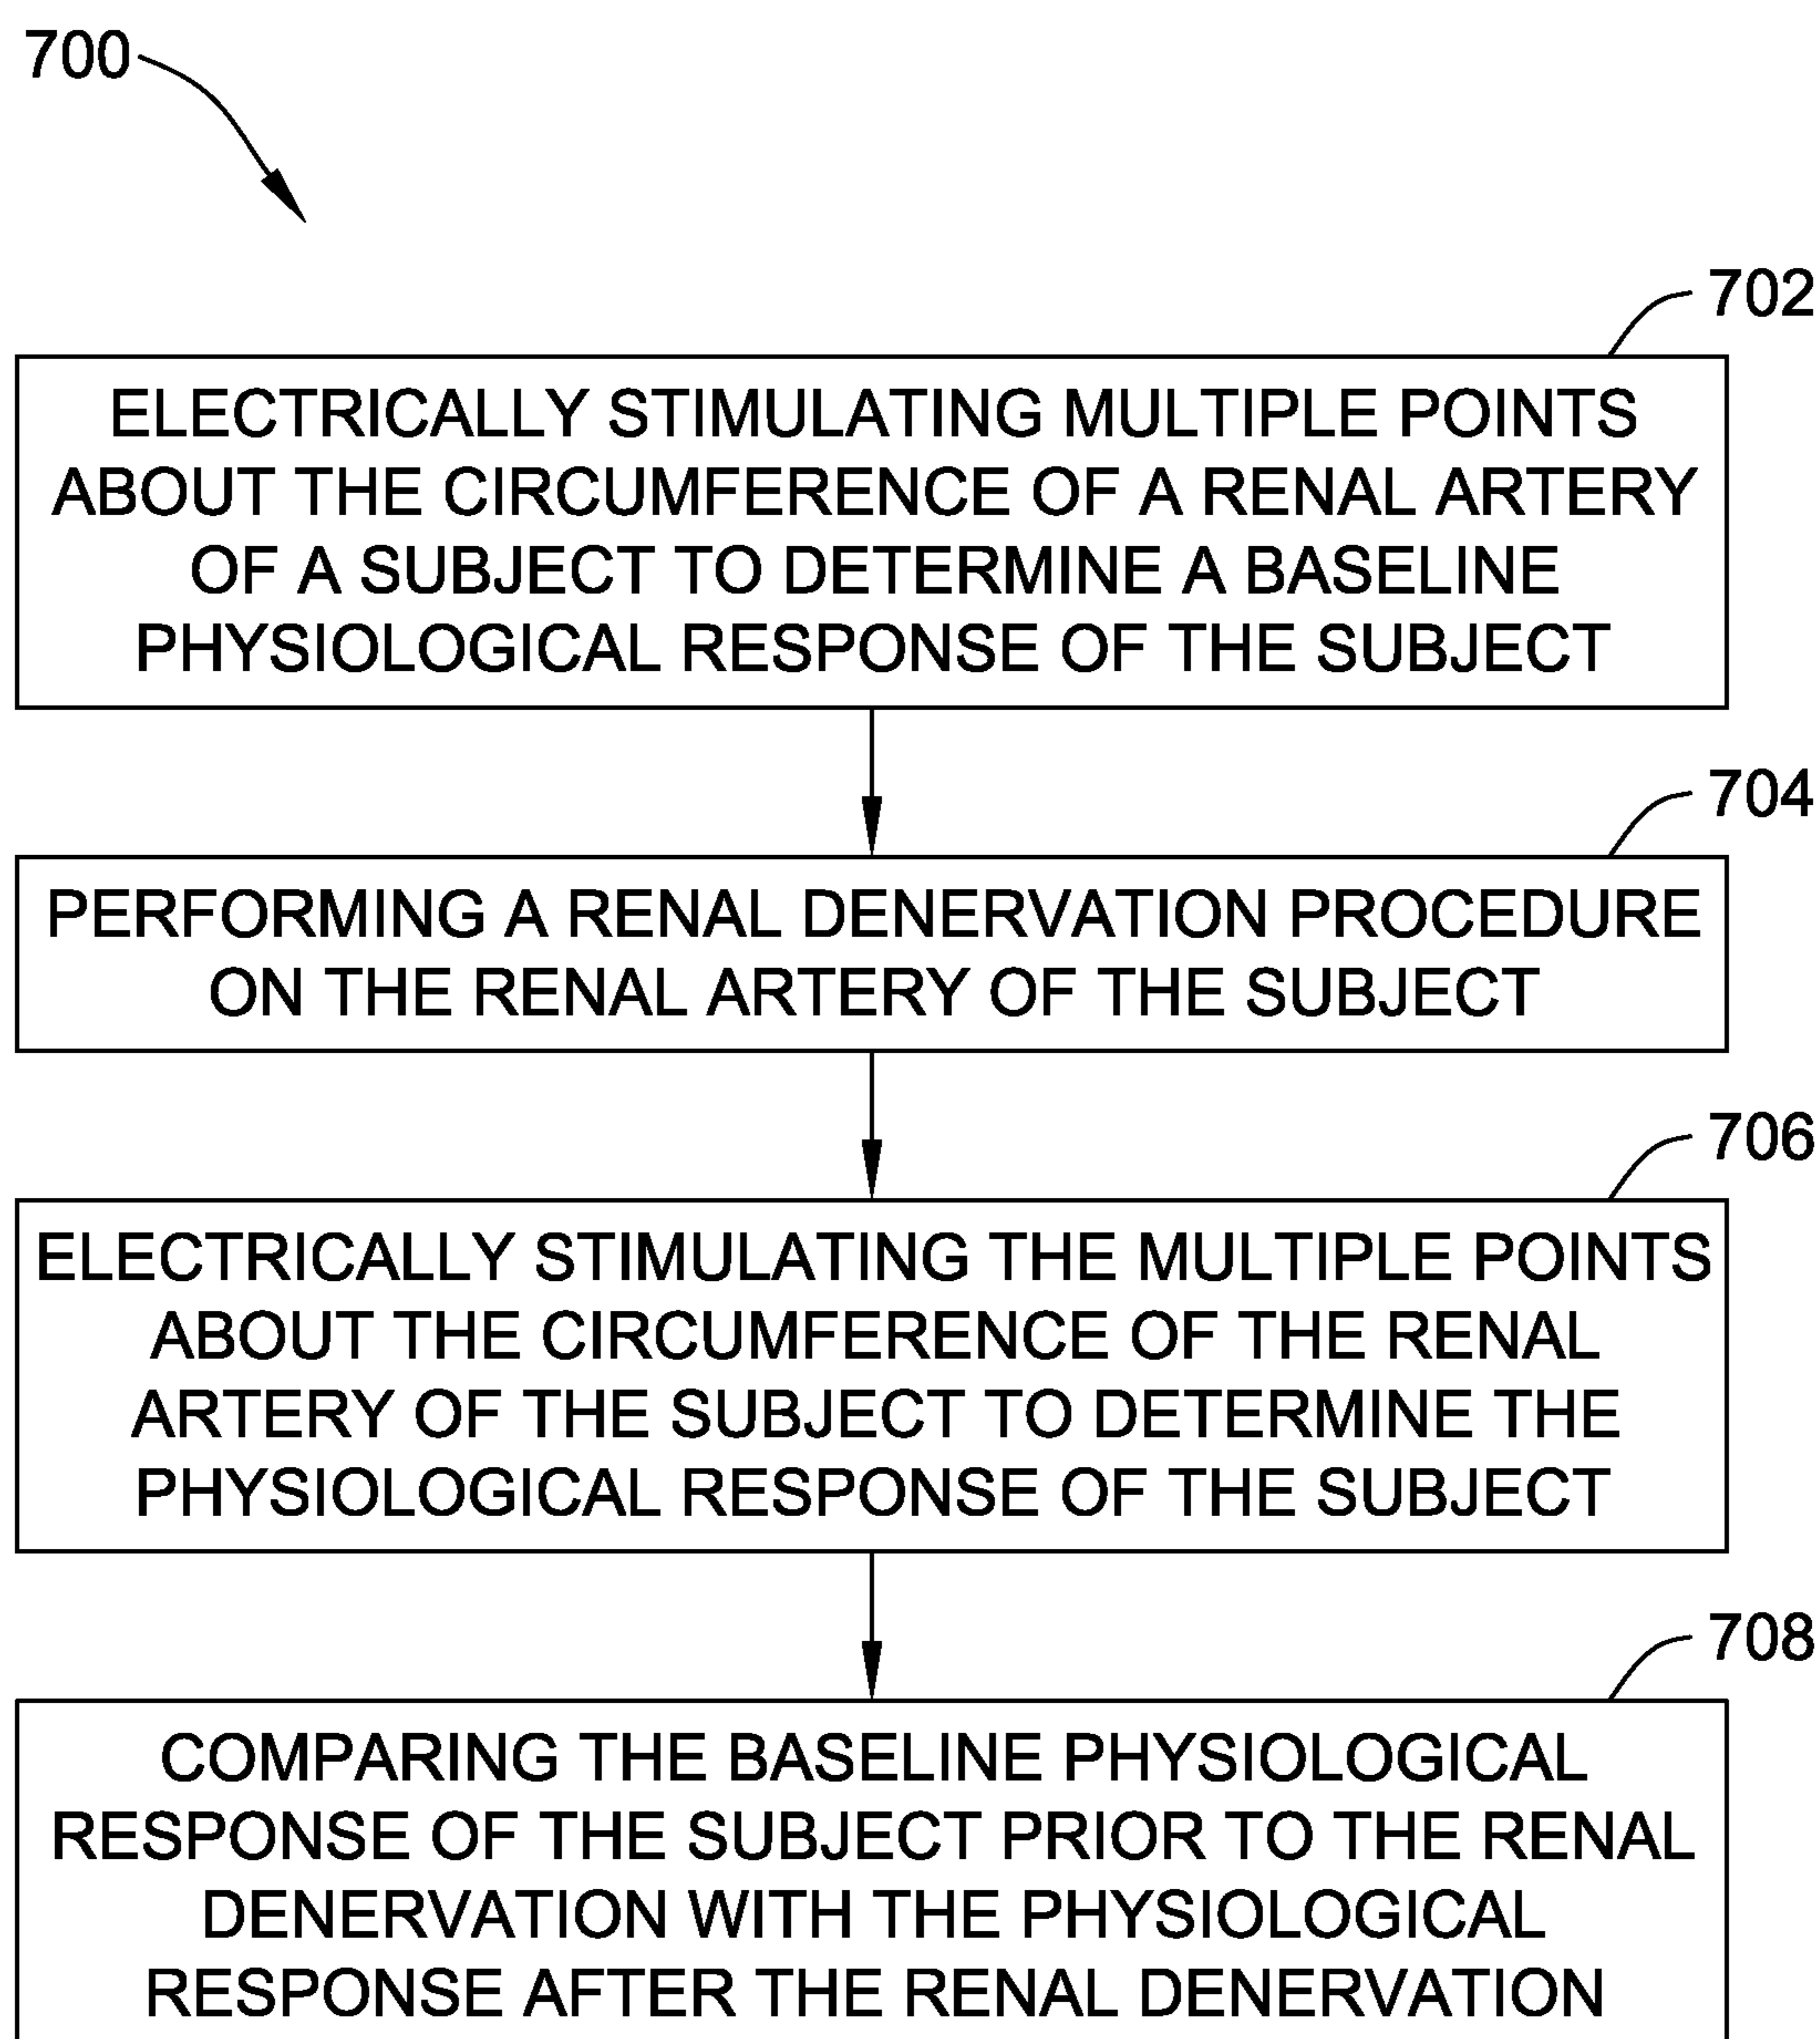 700
702
ELECTRICALLY STIMULATING MULTIPLE POINTS
ABOUT THE CIRCUMFERENCE OF A RENAL ARTERY
OF A SUBJECT TO DETERMINE A BASELINE
PHYSIOLOGICAL RESPONSE OF THE SUBJECT
704
PERFORMING A RENAL DENERVATION PROCEDURE
ON THE RENAL ARTERY OF THE SUBJECT
706
ELECTRICALLY STIMULATING THE MULTIPLE POINTS
ABOUT THE CIRCUMFERENCE OF THE RENAL
ARTERY OF THE SUBJECT TO DETERMINE THE
PHYSIOLOGICAL RESPONSE OF THE SUBJECT
708
COMPARING THE BASELINE PHYSIOLOGICAL
RESPONSE OF THE SUBJECT PRIOR TO THE RENAL
DENERVATION WITH THE PHYSIOLOGICAL
RESPONSE AFTER THE RENAL DENERVATION